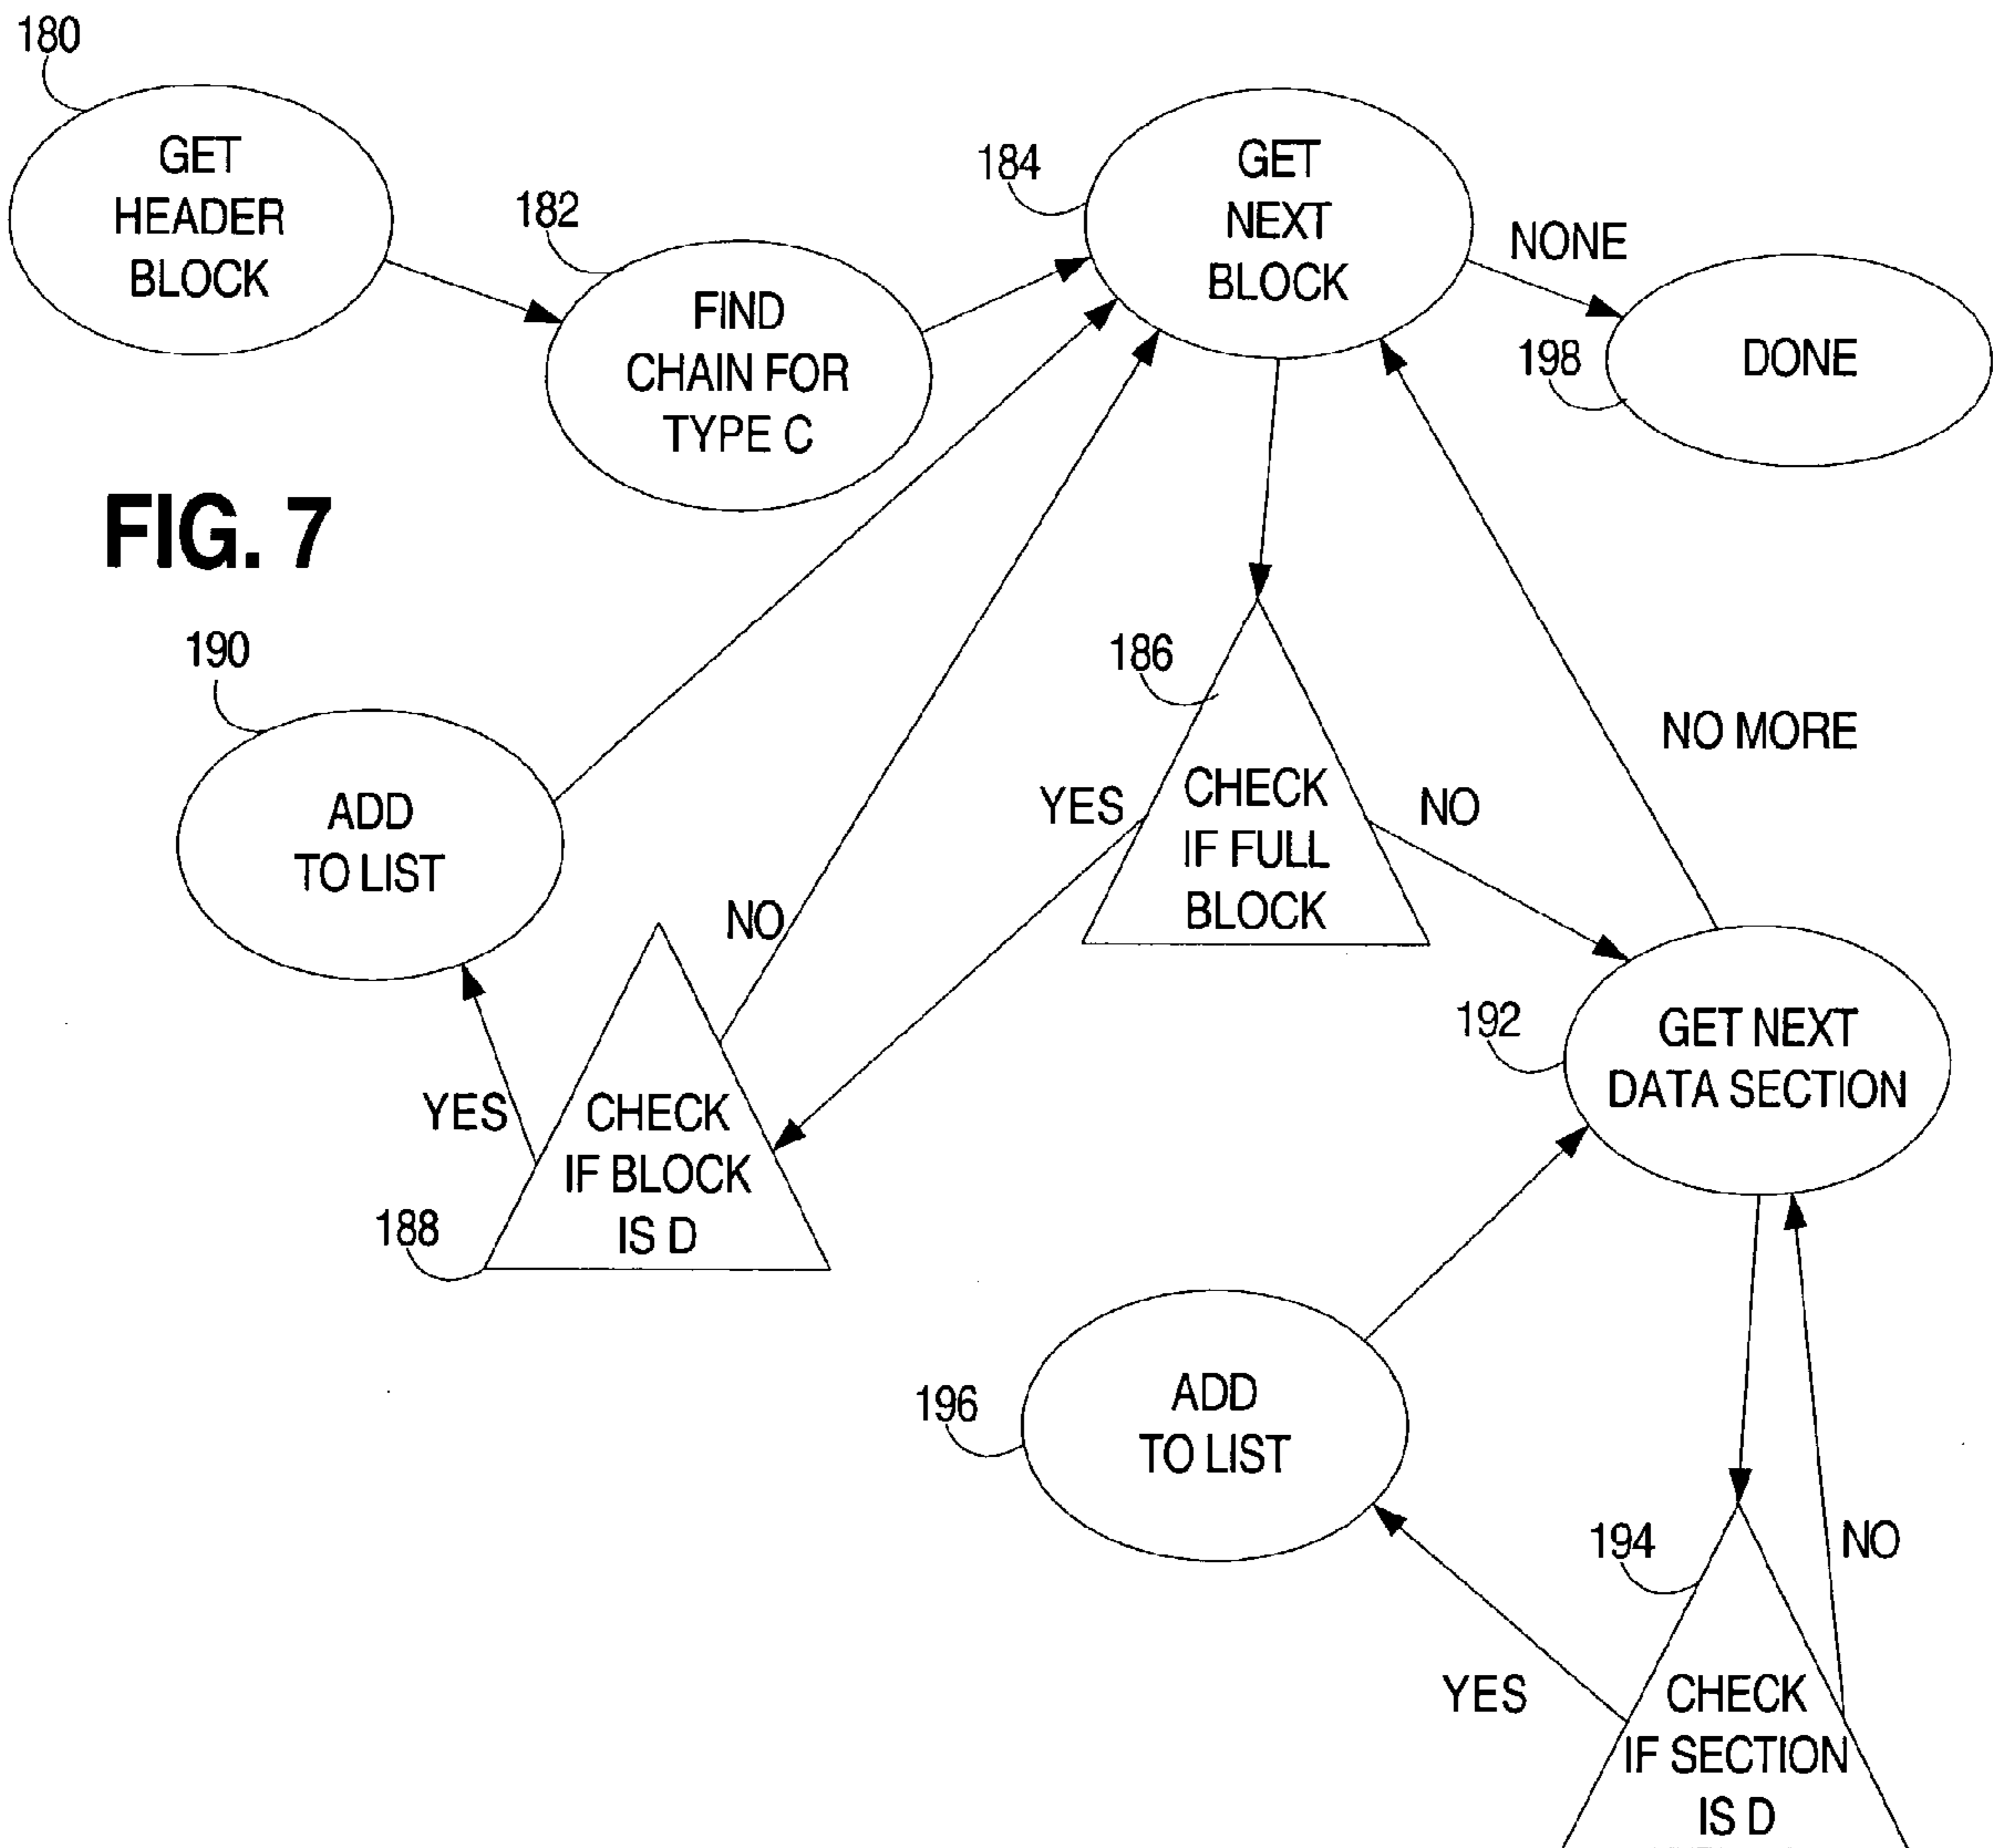 180
GET
HEADER
BLOCK
182
FIND
CHAIN FOR
TYPE C
184
GET
NEXT
BLOCK
NONE
198
DONE
FIG. 7
190
ADD
TO LIST
186
CHECK
IF FULL
BLOCK
YES
NO
NO MORE
NO
YES
188
CHECK
IF BLOCK
IS D
192
GET NEXT
DATA SECTION
196
ADD
TO LIST
194
NO
YES
CHECK
IF SECTION
IS D